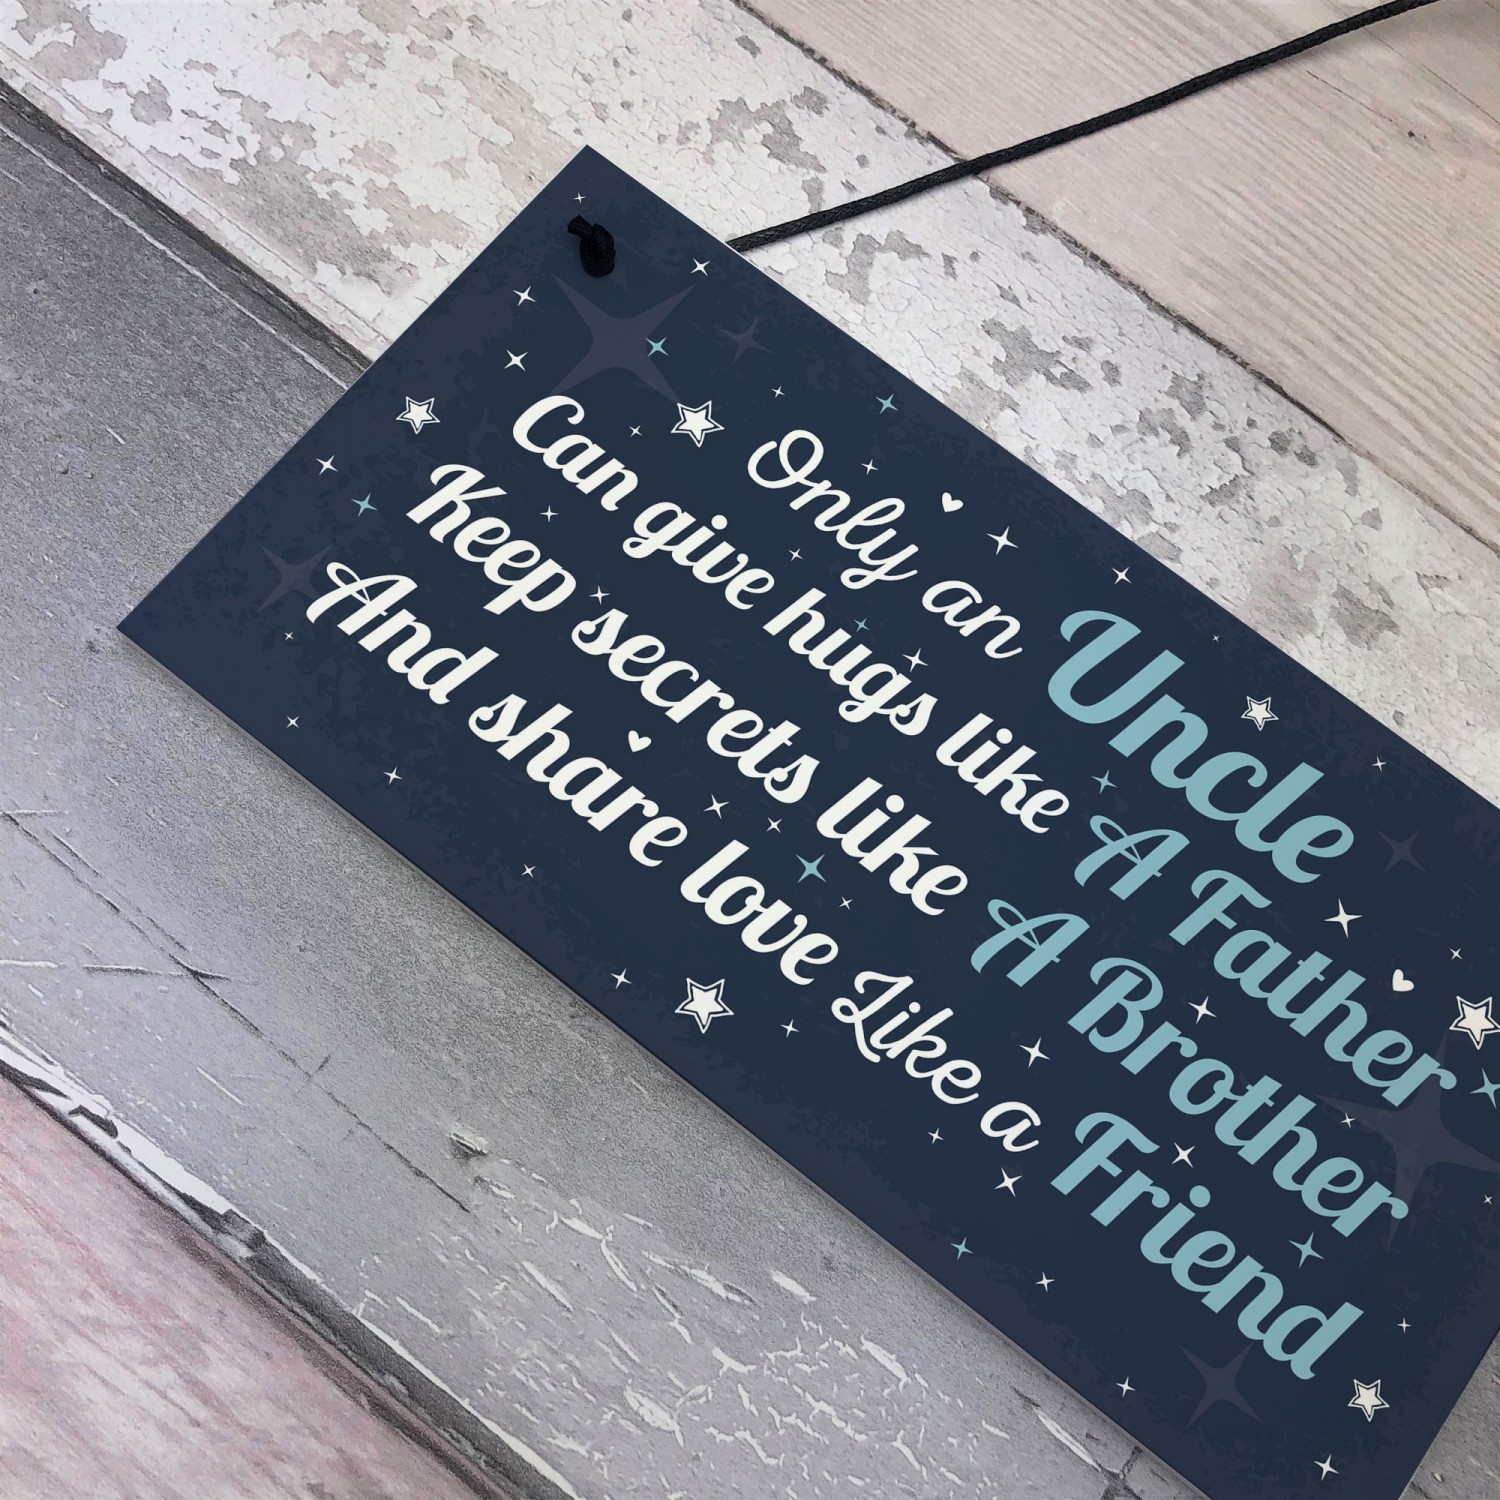 Only an Uncle
Can give hugs like A Father
Keep secrets like A Brother
And share love Like a Friend